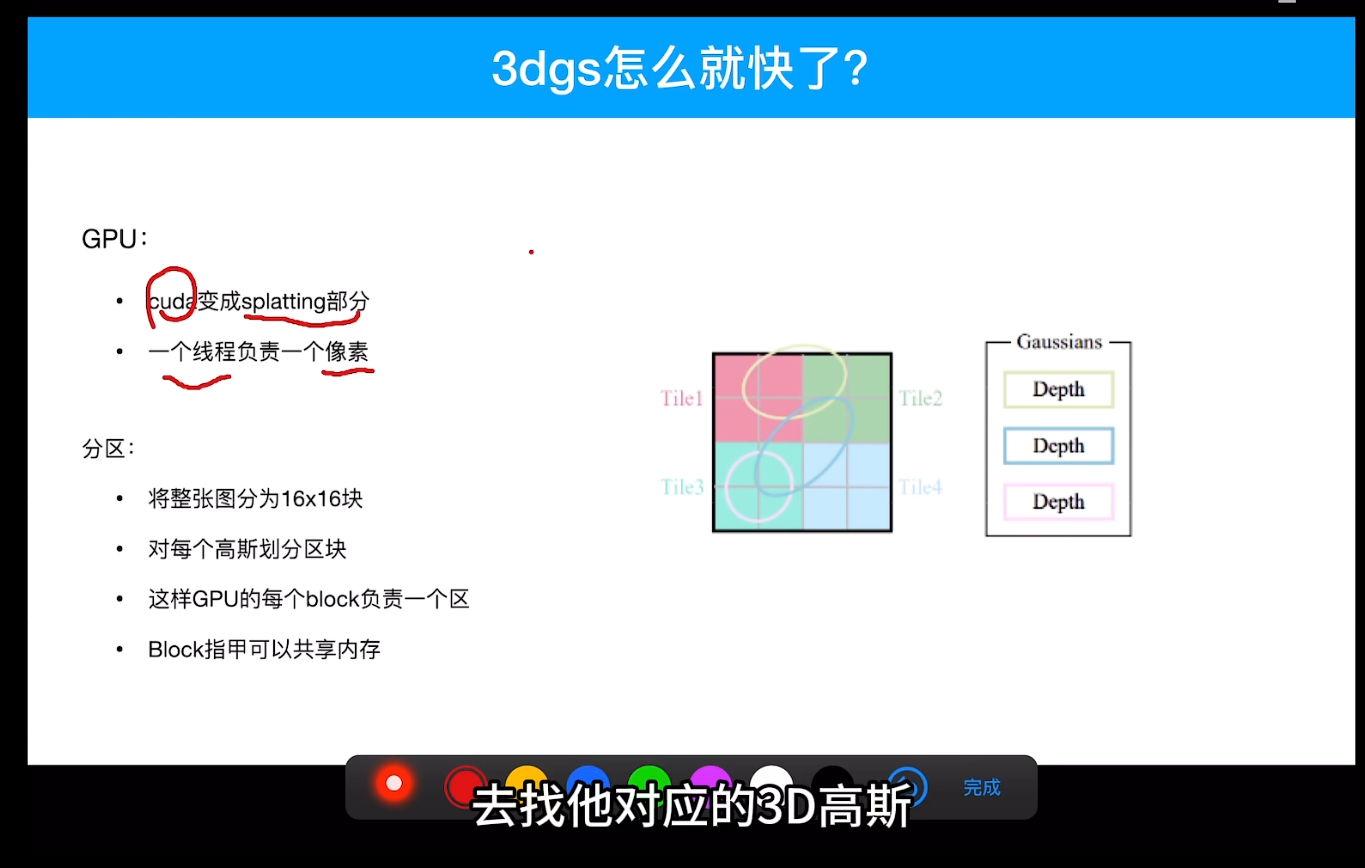 3dgs怎么就快了?
GPU：
• cuda变成splatting部分
• 一个线程负责一个像素
分区：
• 将整张图分为16x16块
• 对每个高斯划分区块
• 这样GPU的每个block负责一个区
• Block指甲可以共享内存
Tile1
Tile2
Tile3
Tile4
Gaussians
Depth
Depth
Depth
完成
去找他对应的3D高斯